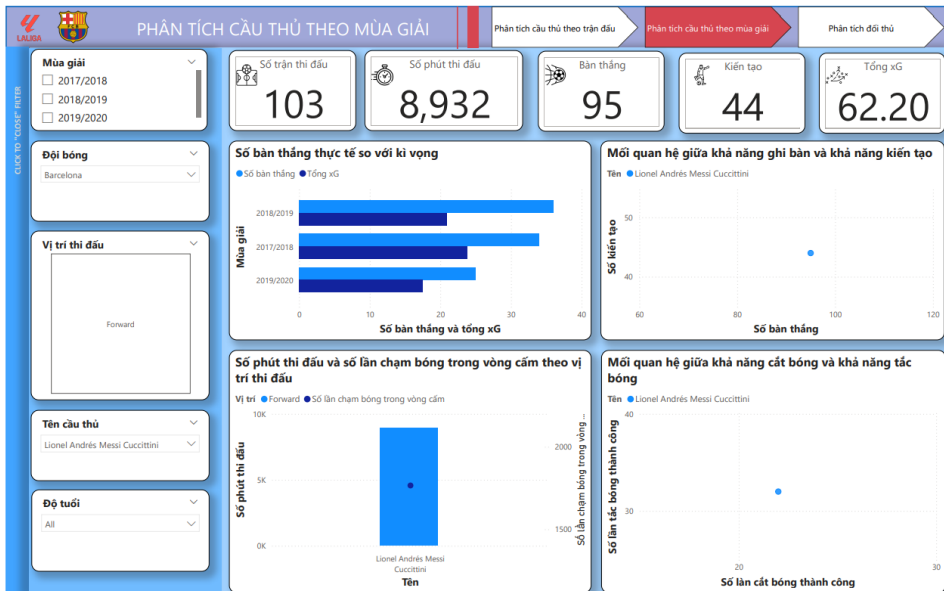 LALIGA
FCB
PHÂN TÍCH CẦU THỦ THEO MÙA GIẢI
Phân tích cầu thủ theo trận đấu
Phân tích cầu thủ theo mùa giải
Phân tích đối thủ
CLICK TO "CLOSE" FILTER
Mùa giải
2017/2018
2018/2019
2019/2020
Đội bóng
Barcelona
Vị trí thi đấu
Forward
Tên cầu thủ
Lionel Andrés Messi Cuccittini
Độ tuổi
All
Số trận thi đấu
103
Số phút thi đấu
8,932
Bàn thắng
95
Kiến tạo
44
Tổng xG
62.20
Số bàn thắng thực tế so với kì vọng
Số bàn thắng Tổng xG
Mùa giải
2018/2019
2017/2018
2019/2020
0 10 20 30 40
Số bàn thắng và tổng xG
Mối quan hệ giữa khả năng ghi bàn và khả năng kiến tạo
Tên Lionel Andrés Messi Cuccittini
Số kiến tạo
50
40
60 80 100 120
Số bàn thắng
Số phút thi đấu và số lần chạm bóng trong vòng cấm theo vị
trí thi đấu
Vị trí Forward Số lần chạm bóng trong vòng cấm
Số phút thi đấu
10K
5K
0K
2000
1500
Số lần chạm bóng trong vòng ...
Lionel Andrés Messi
Cuccittini
Tên
Mối quan hệ giữa khả năng cắt bóng và khả năng tắc
bóng
Tên Lionel Andrés Messi Cuccittini
Số lần tắc bóng thành công
40
30
20 30
Số làn cắt bóng thành công